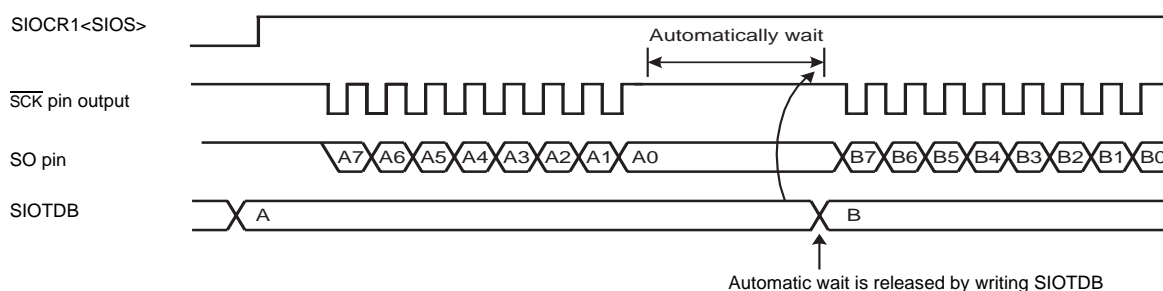 SIOCR1<SIOS>
Automatically wait
SCK pin output
SO pin
A7 A6 A5 A4 A3 A2 A1 A0 B7 B6 B5 B4 B3 B2 B1 B0
SIOTDB
A B
Automatic wait is released by writing SIOTDB